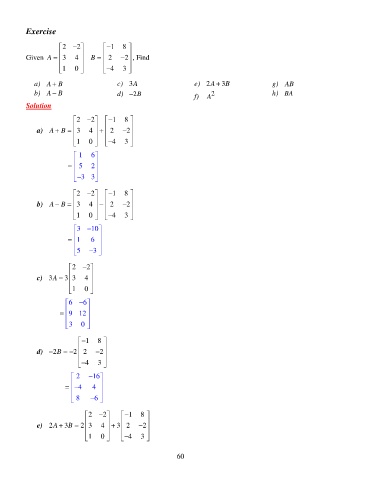 Exercise
Given A = [2 −2; 3 4; 1 0] B = [−1 8; 2 −2; −4 3], Find
a) A + B c) 3A e) 2A + 3B g) AB
b) A − B d) −2B f) A² h) BA
Solution
a) A + B = [2 −2; 3 4; 1 0] + [−1 8; 2 −2; −4 3]
= [1 6; 5 2; −3 3]
b) A − B = [2 −2; 3 4; 1 0] − [−1 8; 2 −2; −4 3]
= [3 −10; 1 6; 5 −3]
c) 3A = 3[2 −2; 3 4; 1 0]
= [6 −6; 9 12; 3 0]
d) −2B = −2[−1 8; 2 −2; −4 3]
= [2 −16; −4 4; 8 −6]
e) 2A + 3B = 2[2 −2; 3 4; 1 0] + 3[−1 8; 2 −2; −4 3]
60